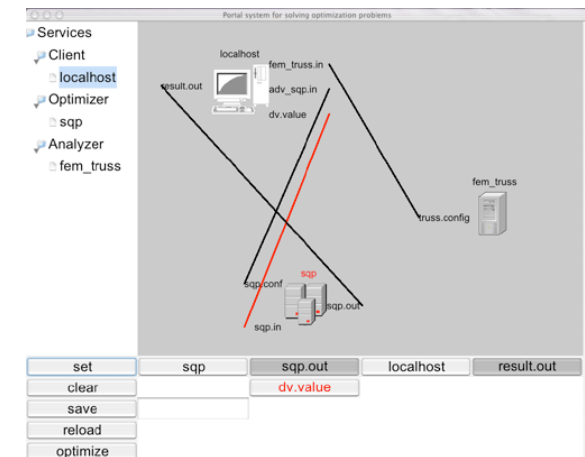 Portal system for solving optimization problems
Services
Client
localhost
Optimizer
sqp
Analyzer
fem_truss
localhost
fem_truss.in
result.out
adv_sqp.in
dv.value
fem_truss
truss.config
sqp
sqp.conf
sqp.out
sqp.in
set sqp sqp.out localhost result.out
clear dv.value
save
reload
optimize